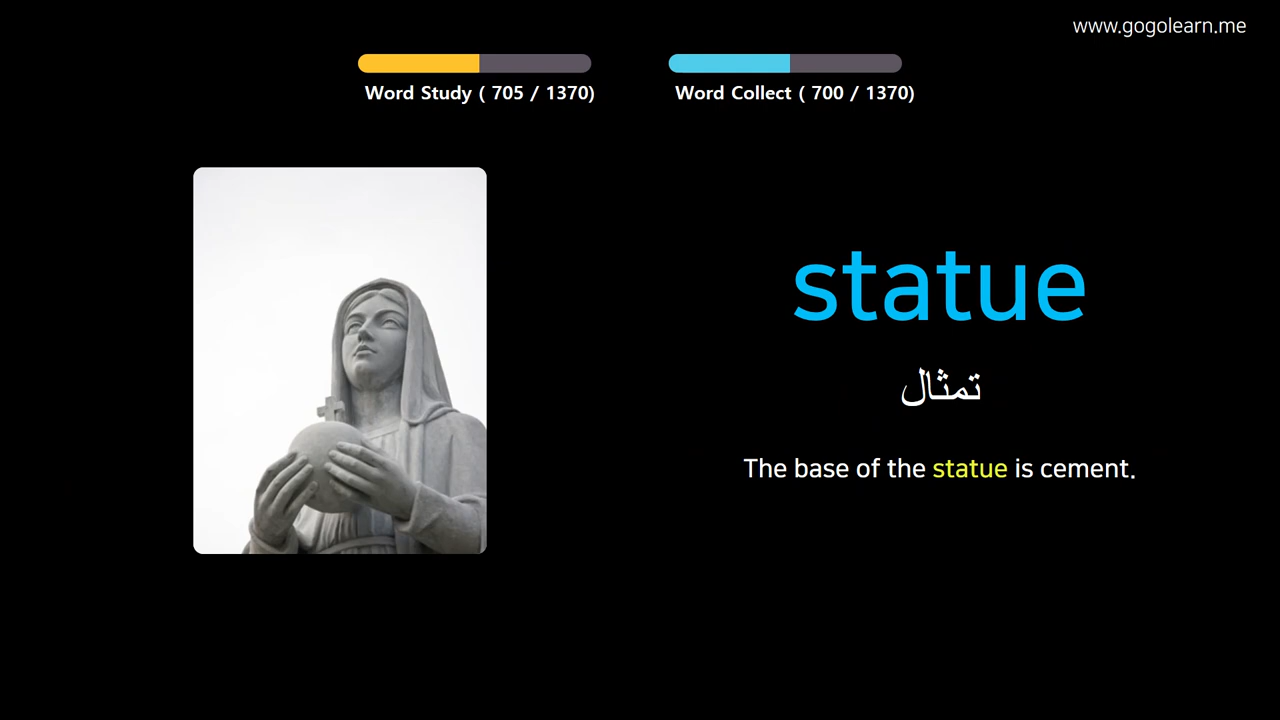 www.gogolearn.me
Word Study ( 705 / 1370)
Word Collect ( 700 / 1370)
statue
تمثال
The base of the statue is cement.